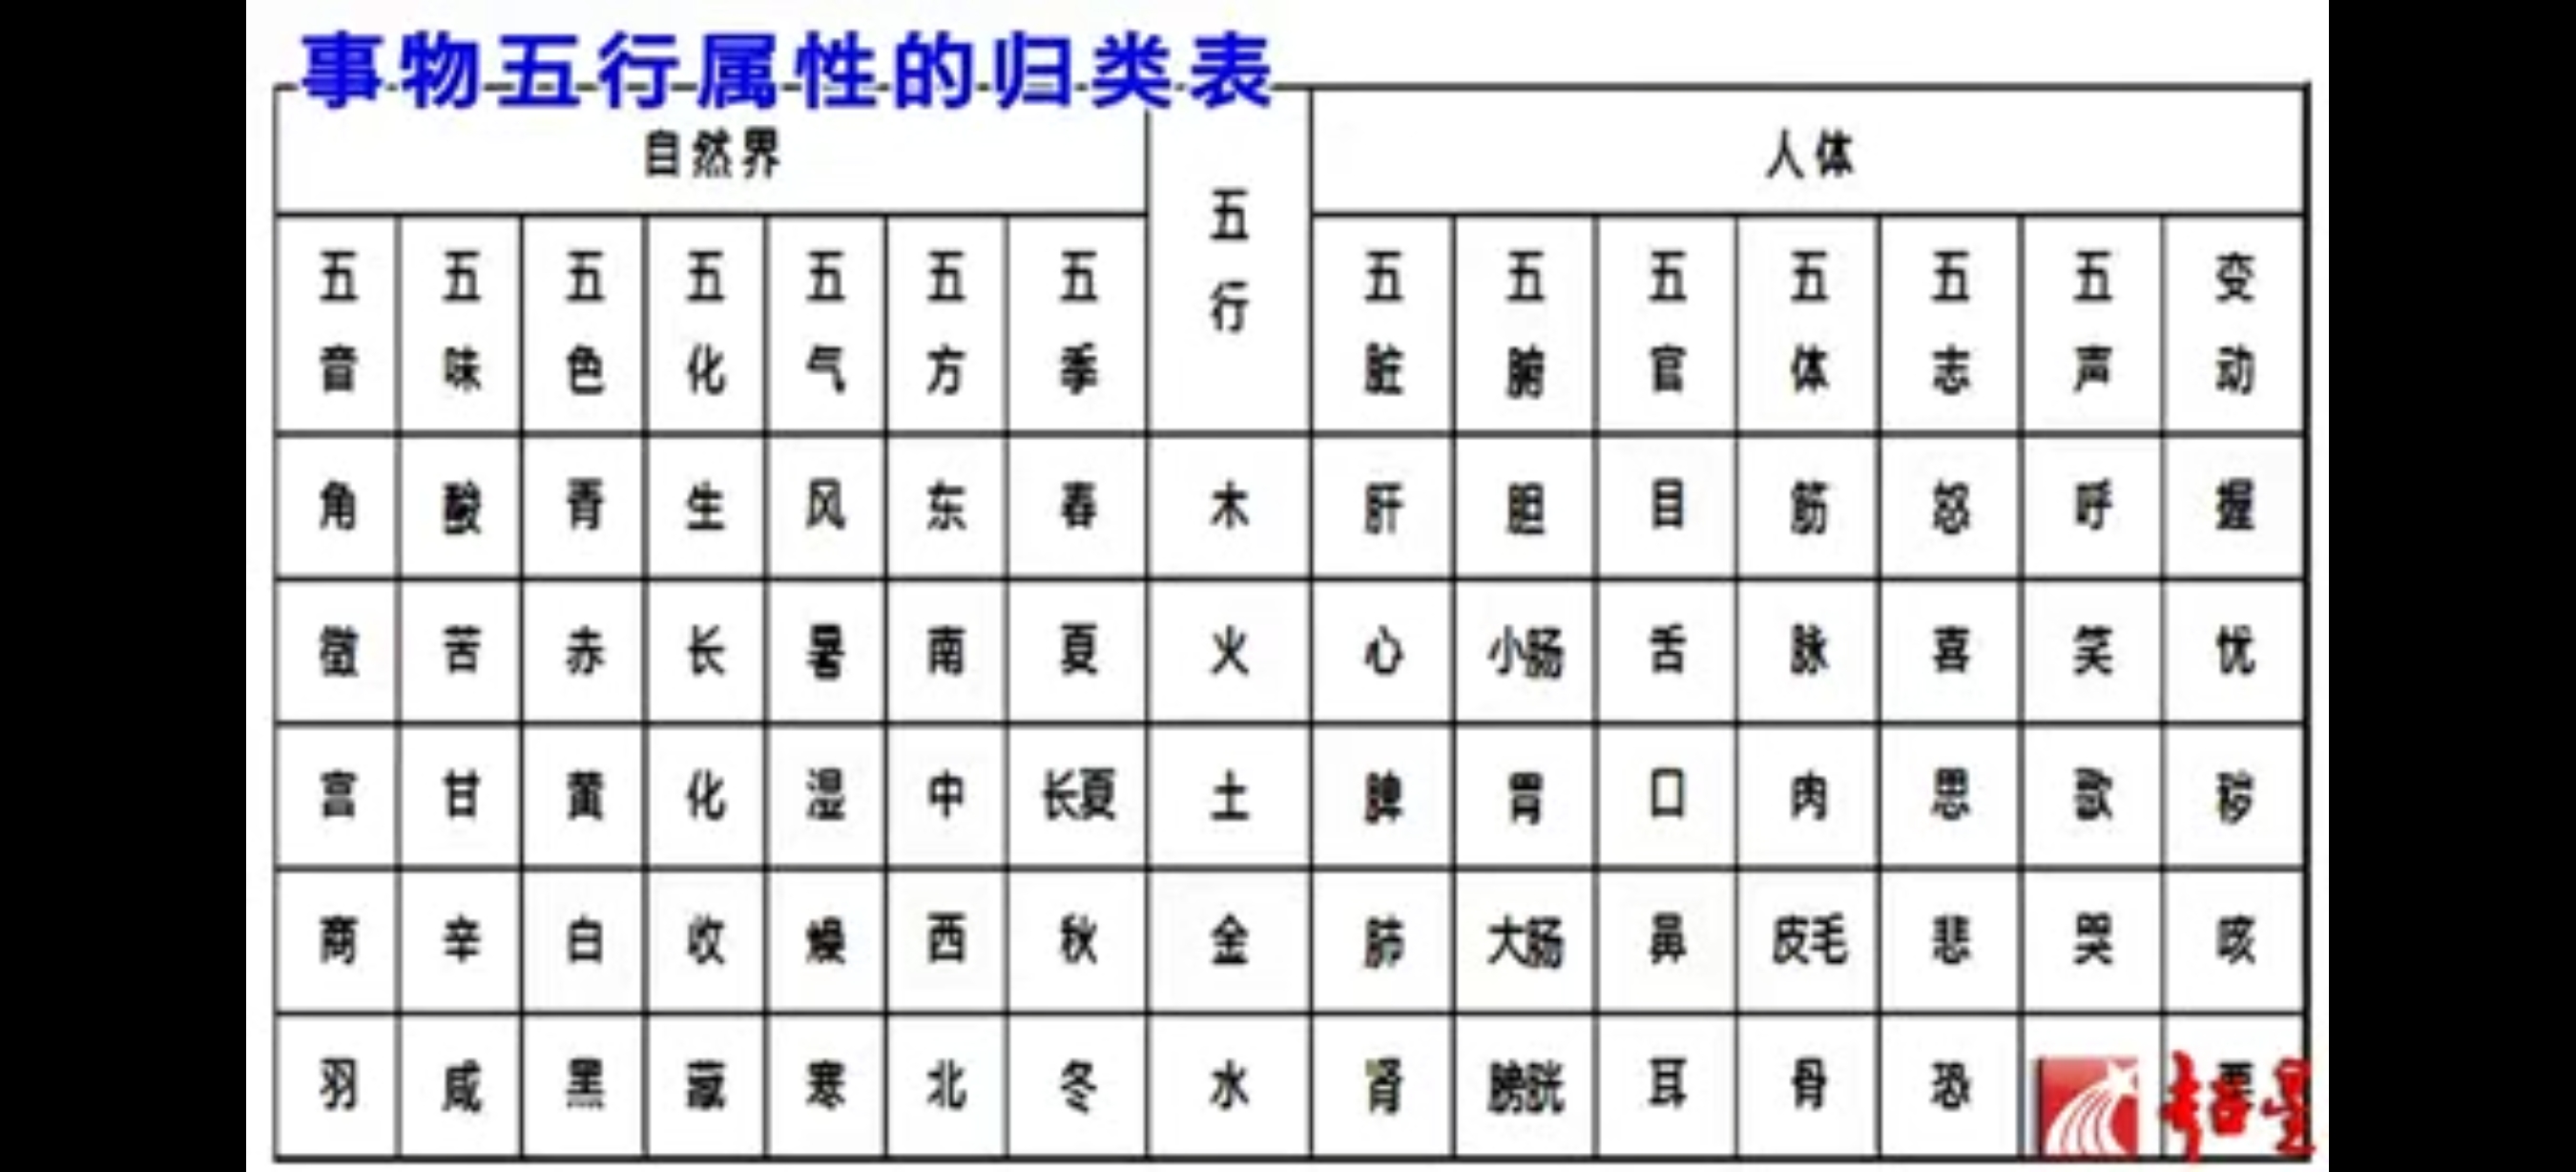 事物五行属性的归类表
自然界 五行 人体
五音 五味 五色 五化 五气 五方 五季 五脏 五腑 五官 五体 五志 五声 变动
角 酸 青 生 风 东 春 木 肝 胆 目 筋 怒 呼 握
徵 苦 赤 长 暑 南 夏 火 心 小肠 舌 脉 喜 笑 忧
宫 甘 黄 化 湿 中 长夏 土 脾 胃 口 肉 思 歌 秽
商 辛 白 收 燥 西 秋 金 肺 大肠 鼻 皮毛 悲 哭 咳
羽 咸 黑 藏 寒 北 冬 水 肾 膀胱 耳 骨 恐